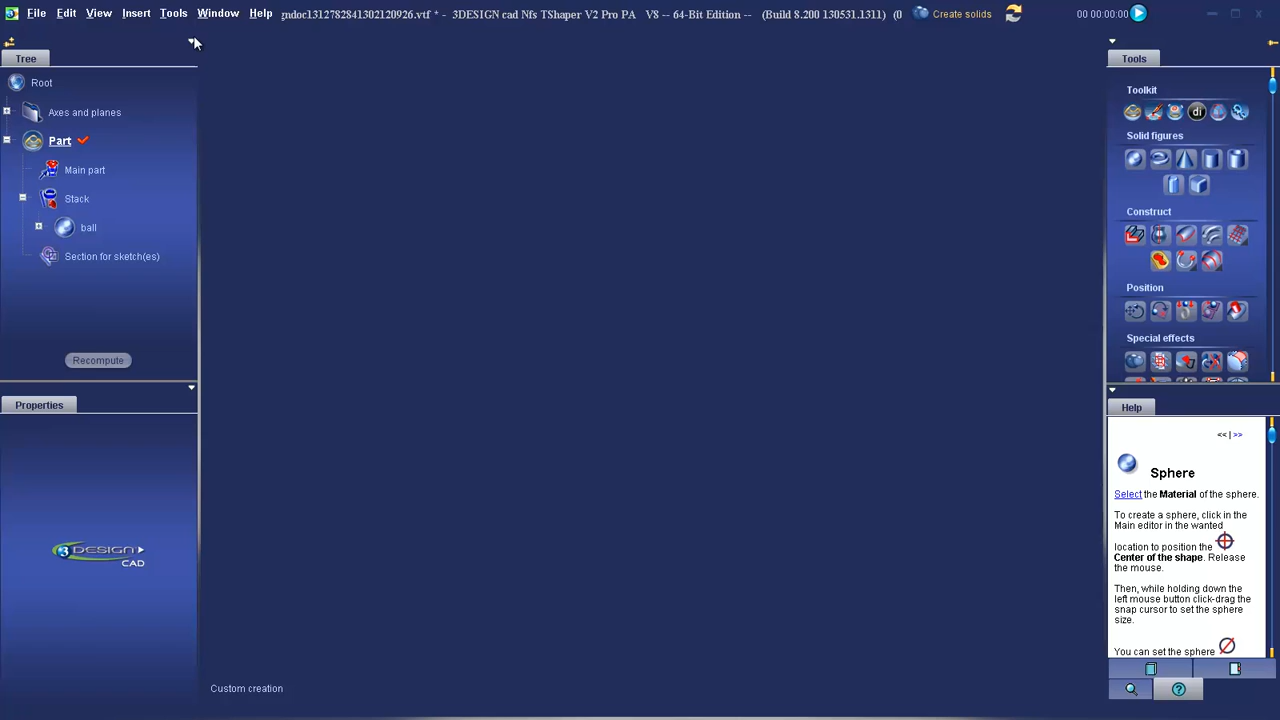 File Edit View Insert Tools Window Help gndoc1312782841302120926.vtf * - 3DESIGN cad Nfs TShaper V2 Pro PA V8 -- 64-Bit Edition -- (Build 8.200 130531.1311) (0 Create solids 00 00:00:00
Tree
Root
Axes and planes
Part
Main part
Stack
ball
Section for sketch(es)
Recompute
Properties
3DESIGN
CAD
Custom creation
Tools
Toolkit
di
Solid figures
Construct
Position
Special effects
Help
<< | >>
Sphere
Select the Material of the sphere.
To create a sphere, click in the
Main editor in the wanted
location to position the
Center of the shape. Release
the mouse.
Then, while holding down the
left mouse button click-drag the
snap cursor to set the sphere
size.
You can set the sphere